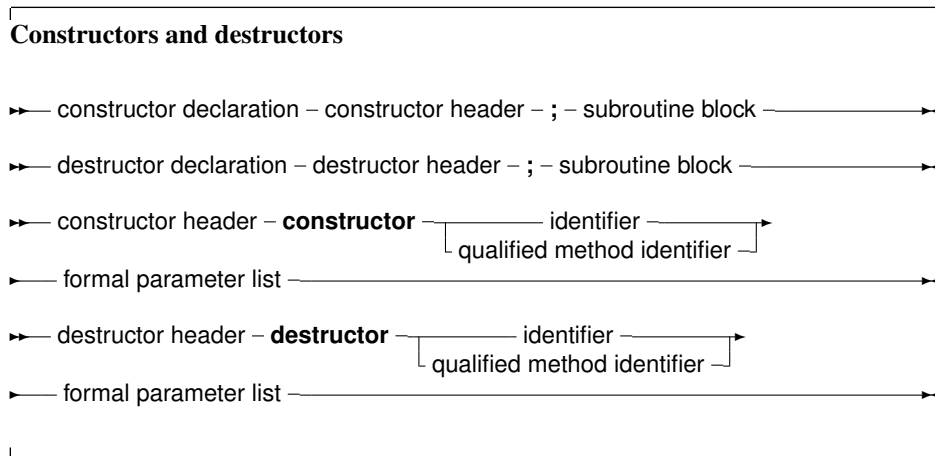 Constructors and destructors
constructor declaration – constructor header – ; – subroutine block
destructor declaration – destructor header – ; – subroutine block
constructor header – constructor – identifier
qualified method identifier
formal parameter list
destructor header – destructor – identifier
qualified method identifier
formal parameter list